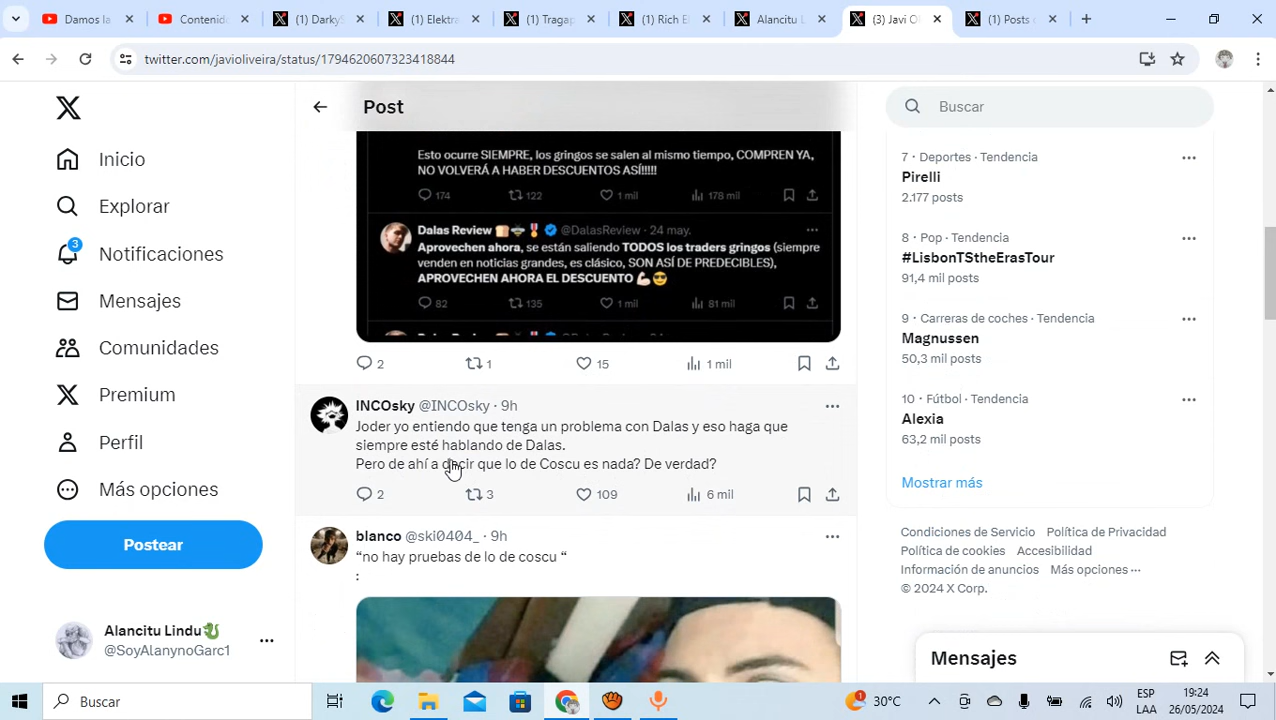 Damos la
Contenid
(1) Darky
(1) Elektra
(1) Tragap
(1) Rich E
Alancitu L
(3) Javi O
(1) Posts
twitter.com/javioliveira/status/1794620607323418844
Inicio
Explorar
3
Notificaciones
Mensajes
Comunidades
Premium
Perfil
Más opciones
Postear
Alancitu Lindu
@SoyAlanynoGarc1
Post
Esto ocurre SIEMPRE, los gringos se salen al mismo tiempo, COMPREN YA,
NO VOLVERÁ A HABER DESCUENTOS ASÍ!!!!!
174 122 1 mil 178 mil
Dalas Review @DalasReview · 24 may.
Aprovechen ahora, se están saliendo TODOS los traders gringos (siempre
venden en noticias grandes, es clásico, SON ASÍ DE PREDECIBLES),
APROVECHEN AHORA EL DESCUENTO
82 135 1 mil 81 mil
2 1 15 1 mil
INCOsky @INCOsky · 9h
Joder yo entiendo que tenga un problema con Dalas y eso haga que
siempre esté hablando de Dalas.
Pero de ahí a decir que lo de Coscu es nada? De verdad?
2 3 109 6 mil
blanco @ski0404_ · 9h
“no hay pruebas de lo de coscu “
:
Buscar
7 · Deportes · Tendencia
Pirelli
2.177 posts
8 · Pop · Tendencia
#LisbonTStheErasTour
91,4 mil posts
9 · Carreras de coches · Tendencia
Magnussen
50,3 mil posts
10 · Fútbol · Tendencia
Alexia
63,2 mil posts
Mostrar más
Condiciones de Servicio Política de Privacidad
Política de cookies Accesibilidad
Información de anuncios Más opciones ···
© 2024 X Corp.
Mensajes
Buscar
1
30°C
ESP
LAA
19:24
26/05/2024